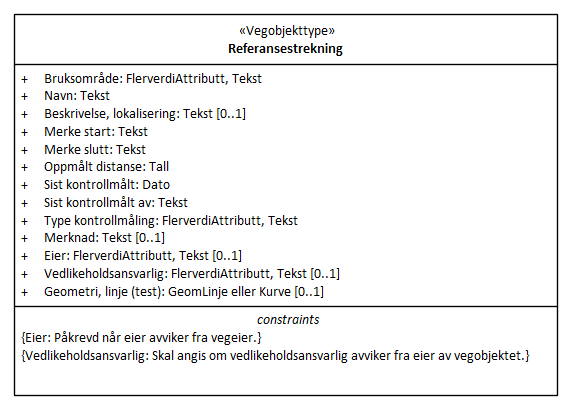 «Vegobjekttype»
Referansestrekning
+ Bruksområde: FlerverdiAttributt, Tekst
+ Navn: Tekst
+ Beskrivelse, lokalisering: Tekst [0..1]
+ Merke start: Tekst
+ Merke slutt: Tekst
+ Oppmålt distanse: Tall
+ Sist kontrollmålt: Dato
+ Sist kontrollmålt av: Tekst
+ Type kontrollmåling: FlerverdiAttributt, Tekst
+ Merknad: Tekst [0..1]
+ Eier: FlerverdiAttributt, Tekst [0..1]
+ Vedlikeholdsansvarlig: FlerverdiAttributt, Tekst [0..1]
+ Geometri, linje (test): GeomLinje eller Kurve [0..1]
constraints
{Eier: Påkrevd når eier avviker fra vegeier.}
{Vedlikeholdsansvarlig: Skal angis om vedlikeholdsansvarlig avviker fra eier av vegobjektet.}